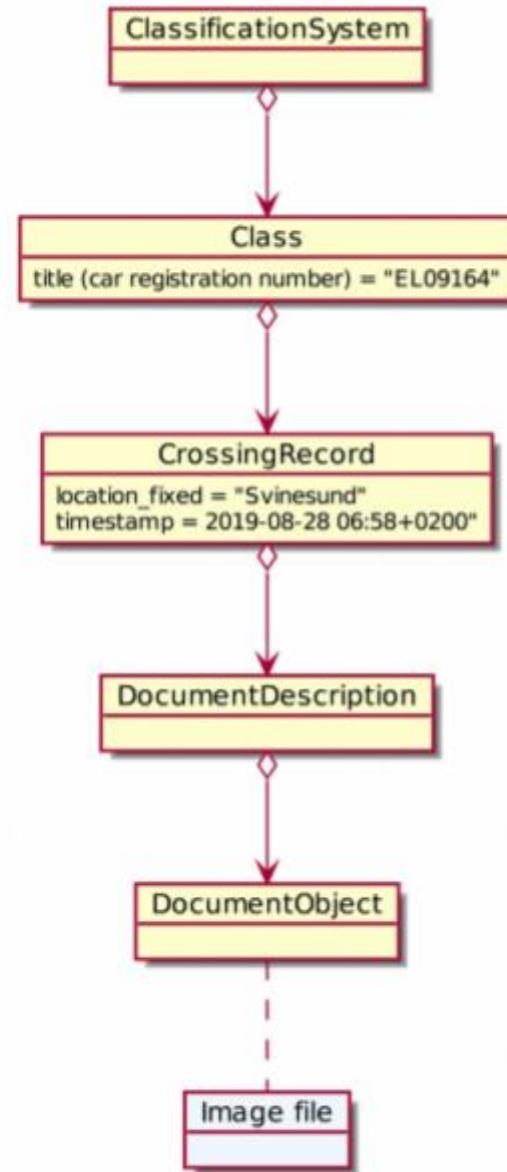 ClassificationSystem
Class
title (car registration number) = "EL09164"
CrossingRecord
location_fixed = "Svinesund"
timestamp = 2019-08-28 06:58+0200"
DocumentDescription
DocumentObject
Image file